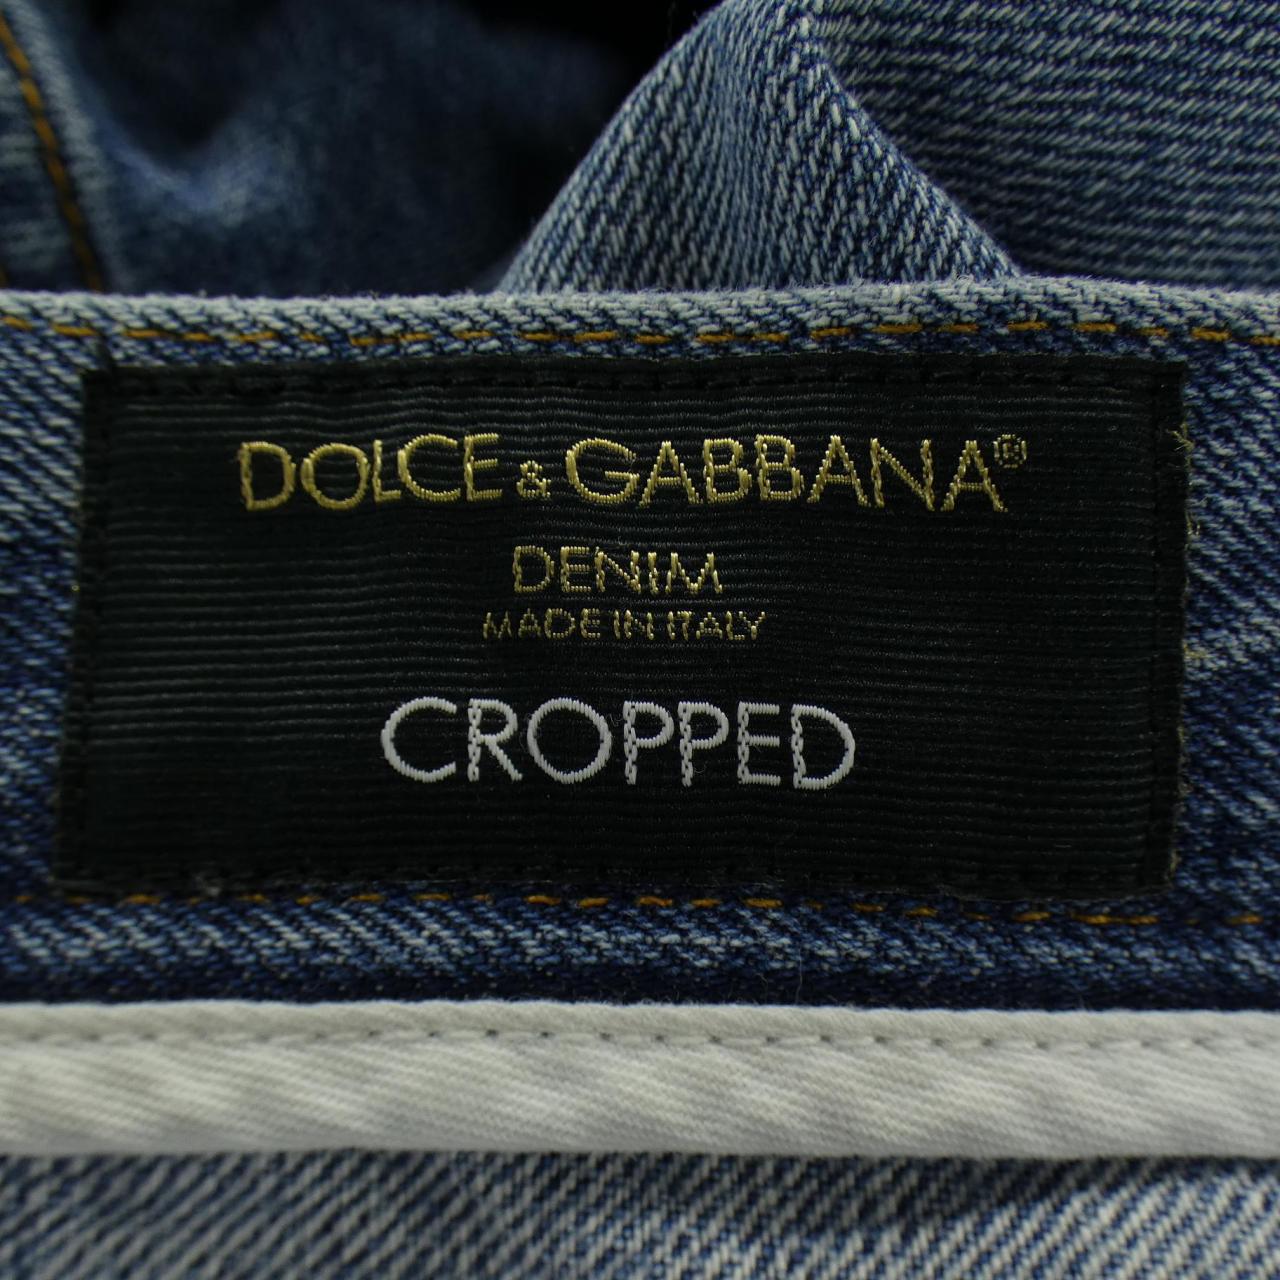 DOLCE & GABBANA®
DENIM
MADE IN ITALY
CROPPED